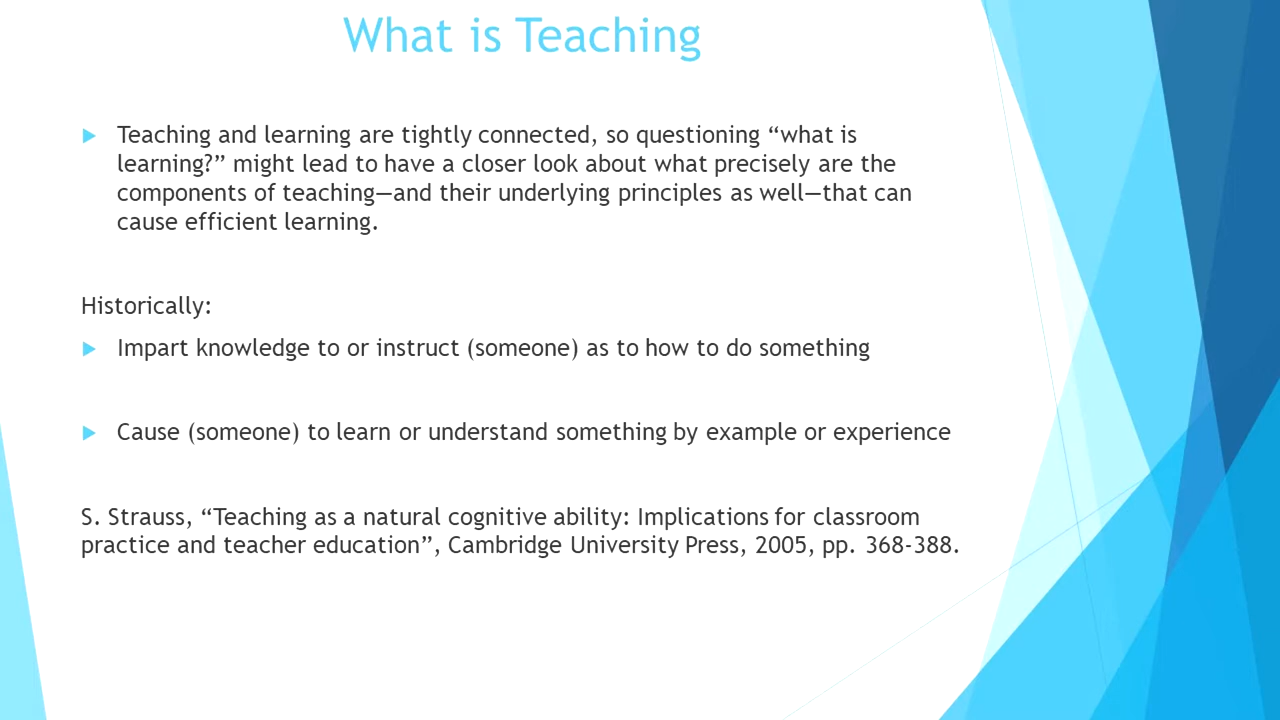 What is Teaching
Teaching and learning are tightly connected, so questioning “what is
learning?” might lead to have a closer look about what precisely are the
components of teaching—and their underlying principles as well—that can
cause efficient learning.
Historically:
Impart knowledge to or instruct (someone) as to how to do something
Cause (someone) to learn or understand something by example or experience
S. Strauss, “Teaching as a natural cognitive ability: Implications for classroom
practice and teacher education”, Cambridge University Press, 2005, pp. 368-388.